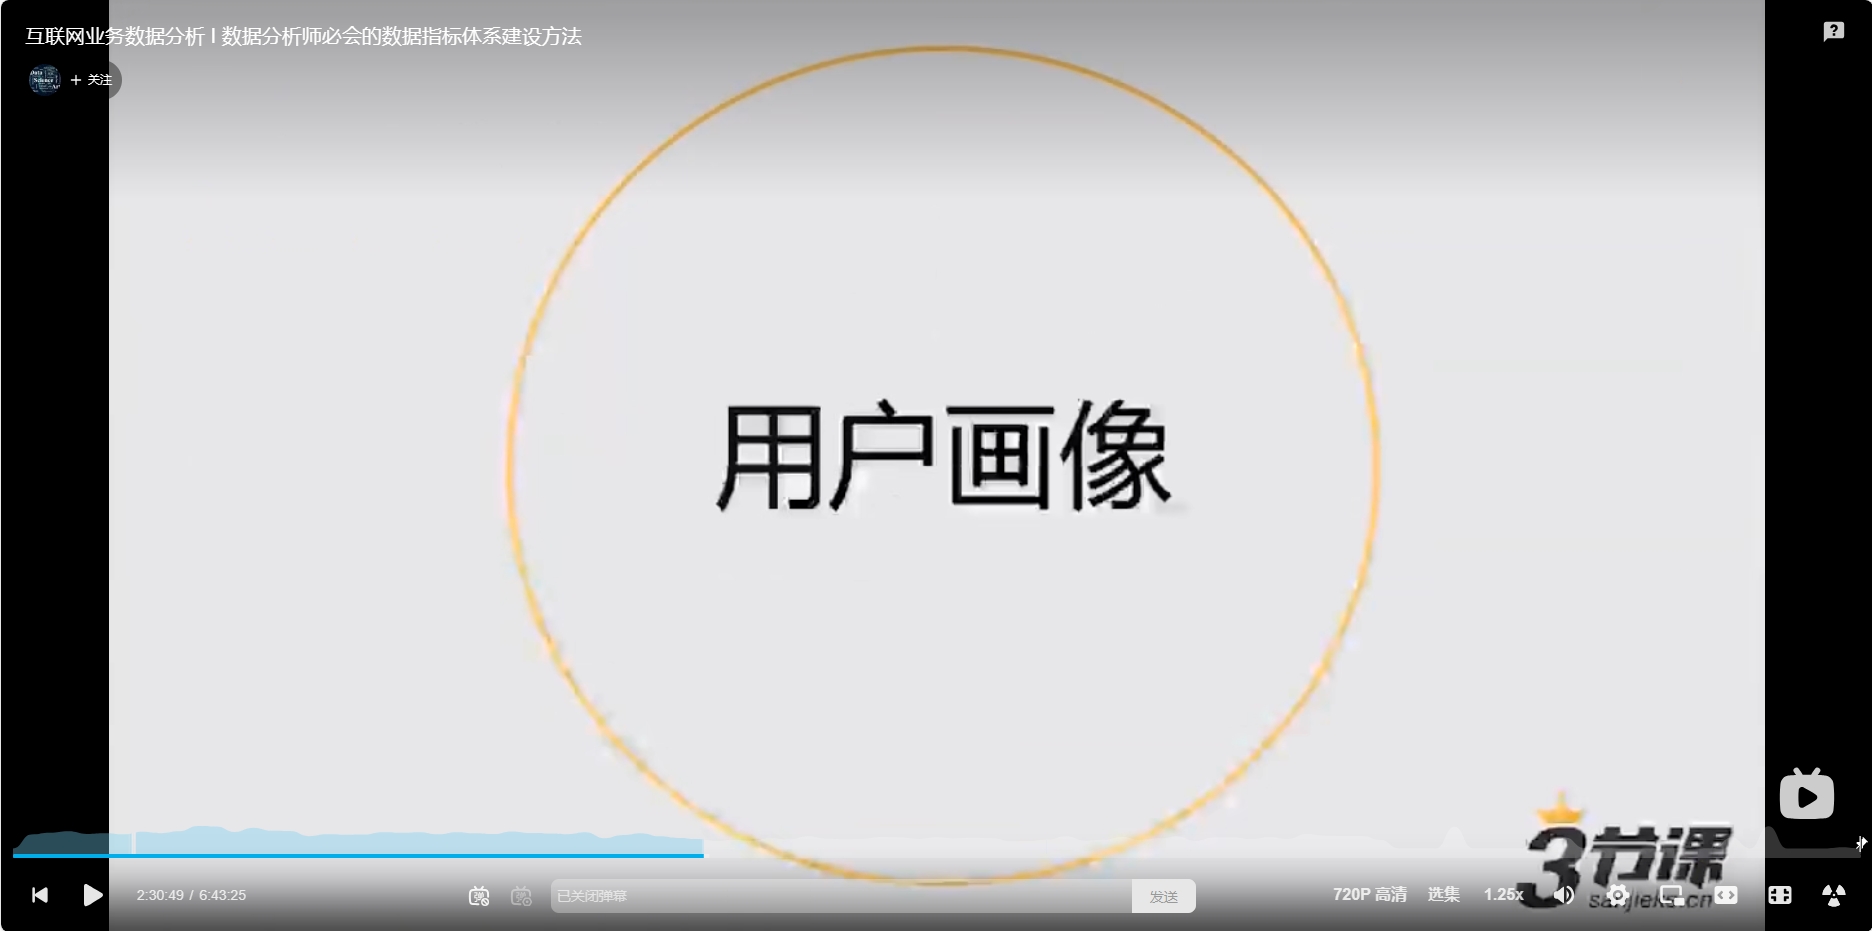 互联网业务数据分析 I 数据分析师必会的数据指标体系建设方法
+ 关注
用户画像
3节课
2:30:49 / 6:43:25
已关闭弹幕
发送
720P 高清
选集
1.25x
sanjieke.cn